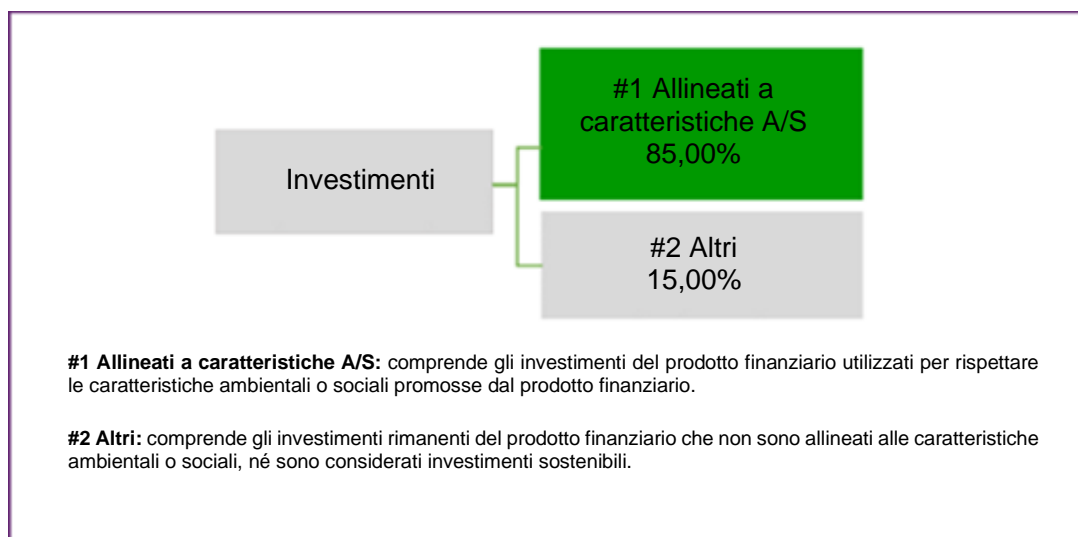 #1 Allineati a
caratteristiche A/S
85,00%
Investimenti
#2 Altri
15,00%
#1 Allineati a caratteristiche A/S: comprende gli investimenti del prodotto finanziario utilizzati per rispettare
le caratteristiche ambientali o sociali promosse dal prodotto finanziario.
#2 Altri: comprende gli investimenti rimanenti del prodotto finanziario che non sono allineati alle caratteristiche
ambientali o sociali, né sono considerati investimenti sostenibili.